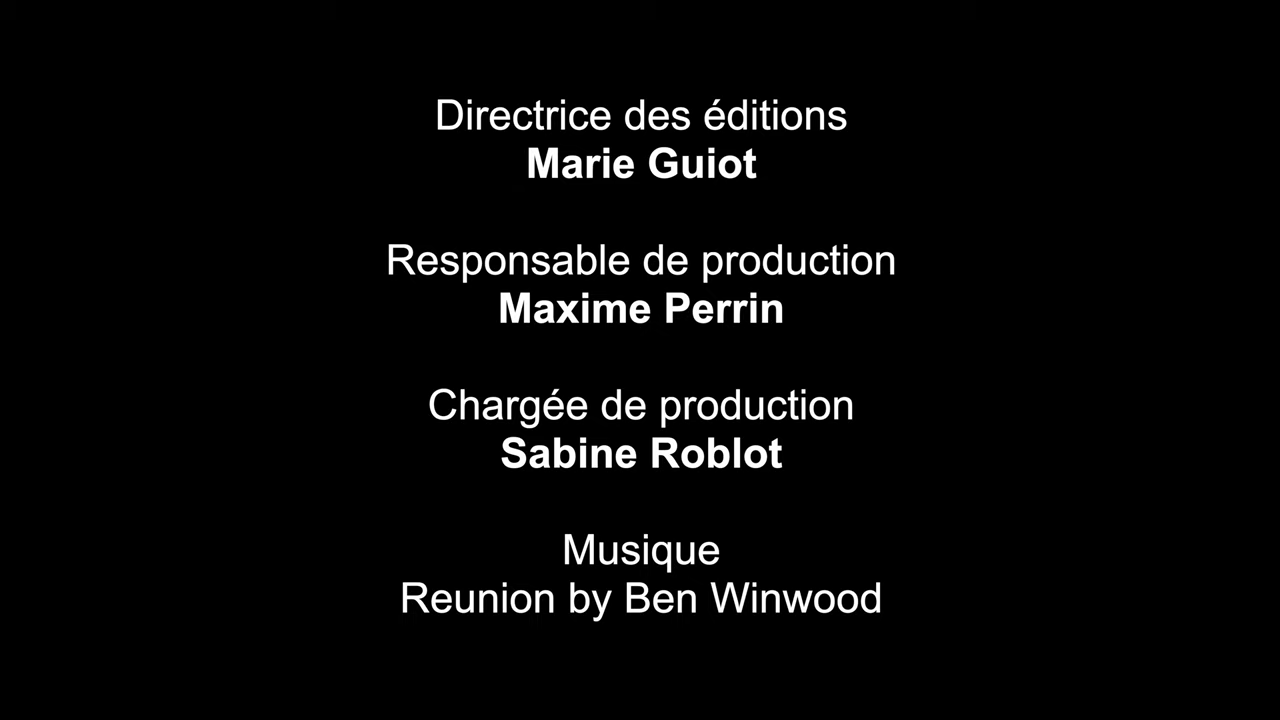 Directrice des éditions
Marie Guiot
Responsable de production
Maxime Perrin
Chargée de production
Sabine Roblot
Musique
Reunion by Ben Winwood